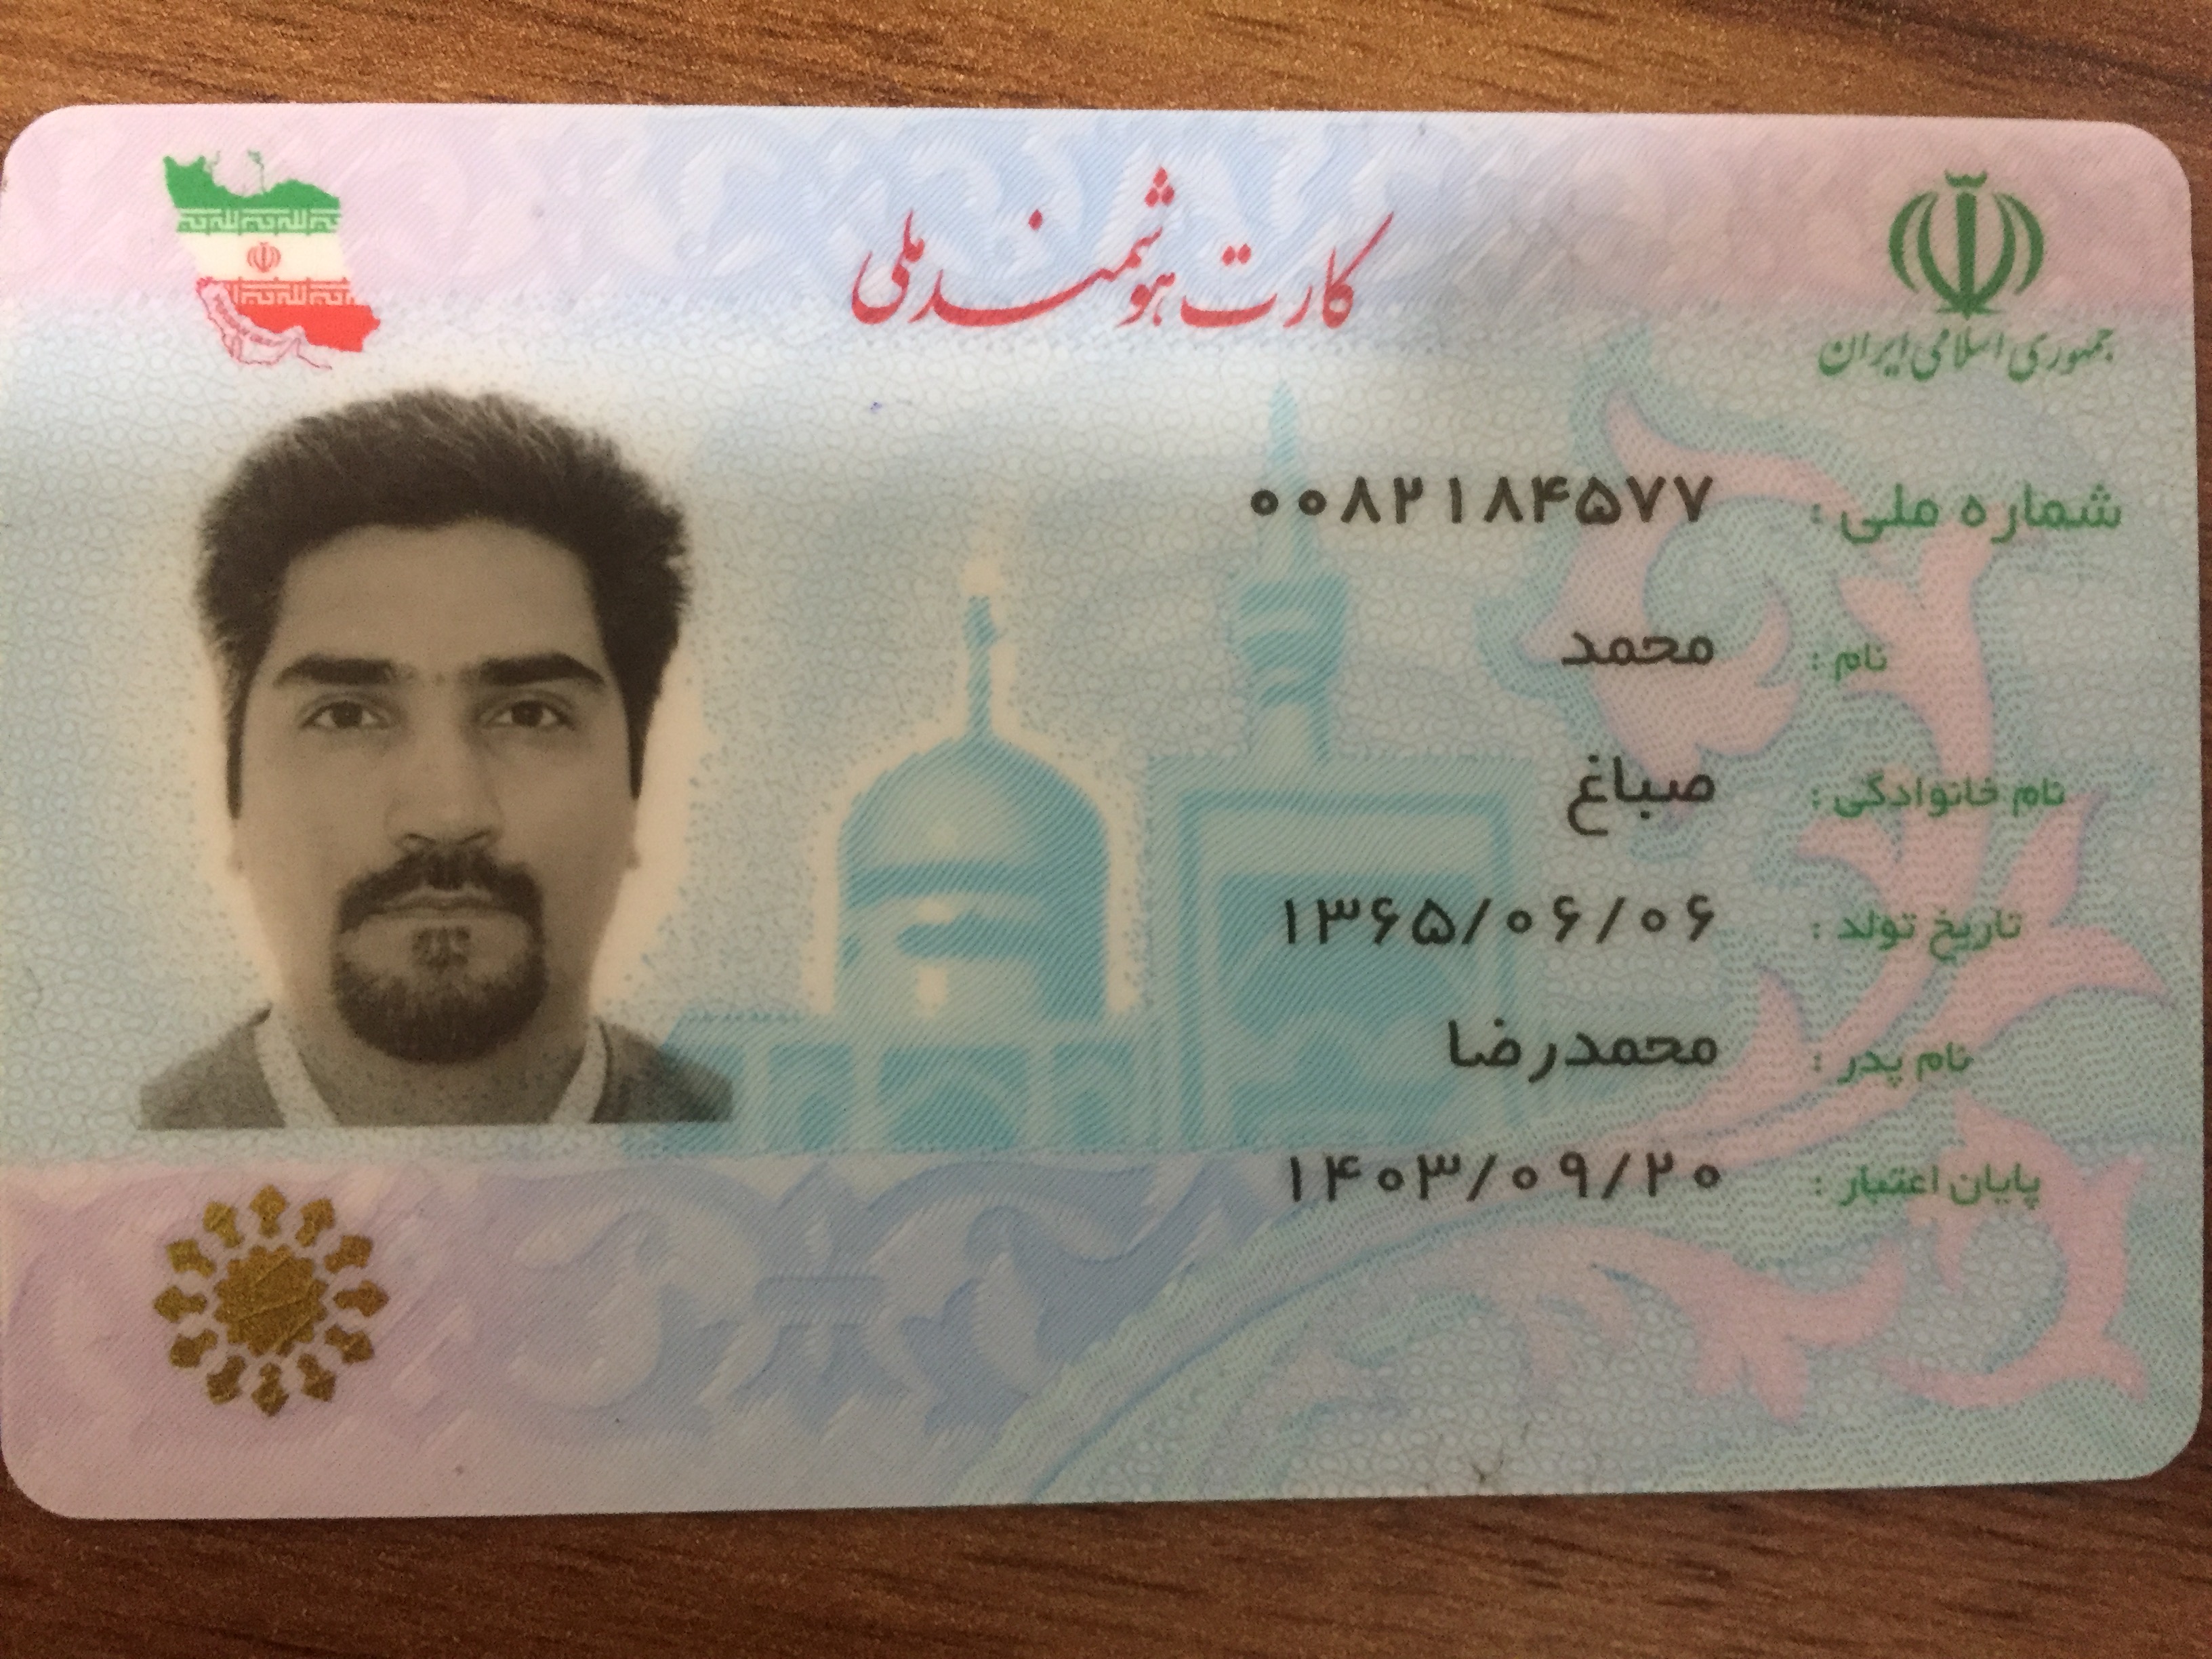 جمهوری اسلامی ایران
کارت هوشمند ملی
شماره ملی: ۰۰۸۲۱۸۴۵۷۷
نام: محمد
نام خانوادگی: صباغ
تاریخ تولد: ۱۳۶۵/۰۶/۰۶
نام پدر: محمدرضا
پایان اعتبار: ۱۴۰۳/۰۹/۲۰